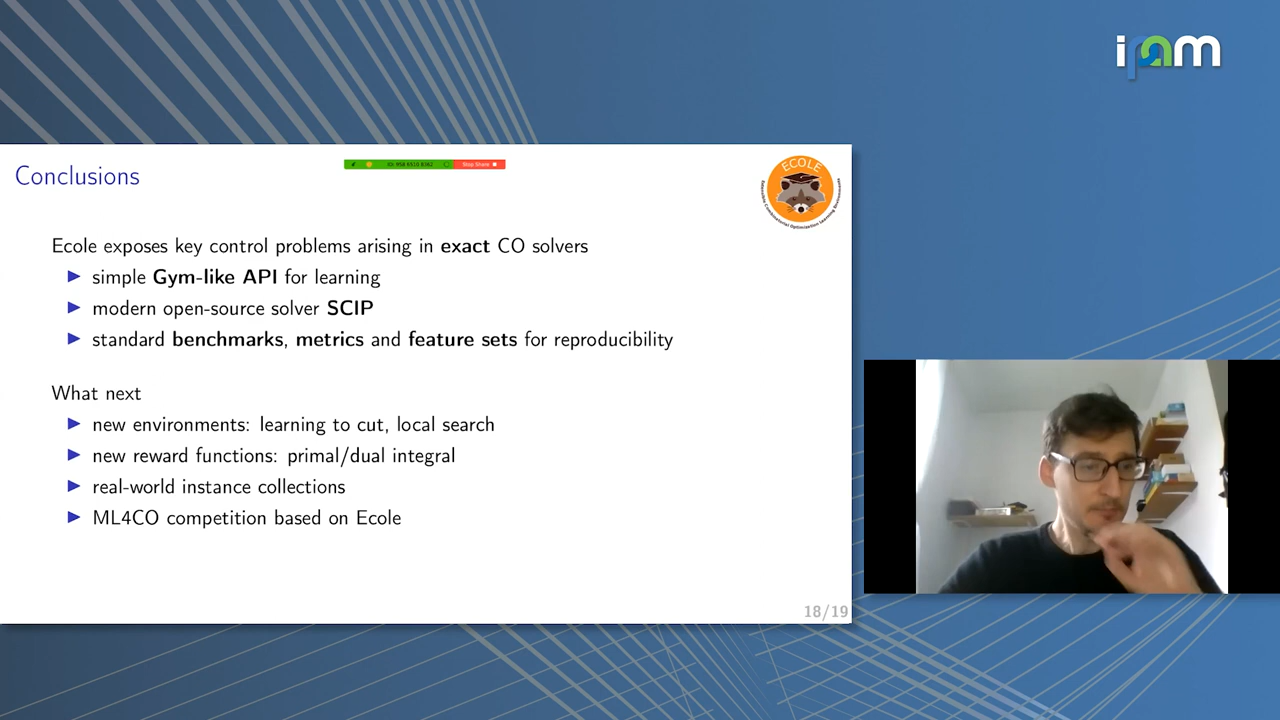 ipam
Conclusions
Stop Share
ECOLE
Ecole exposes key control problems arising in exact CO solvers
▶ simple Gym-like API for learning
▶ modern open-source solver SCIP
▶ standard benchmarks, metrics and feature sets for reproducibility
What next
▶ new environments: learning to cut, local search
▶ new reward functions: primal/dual integral
▶ real-world instance collections
▶ ML4CO competition based on Ecole
18/19